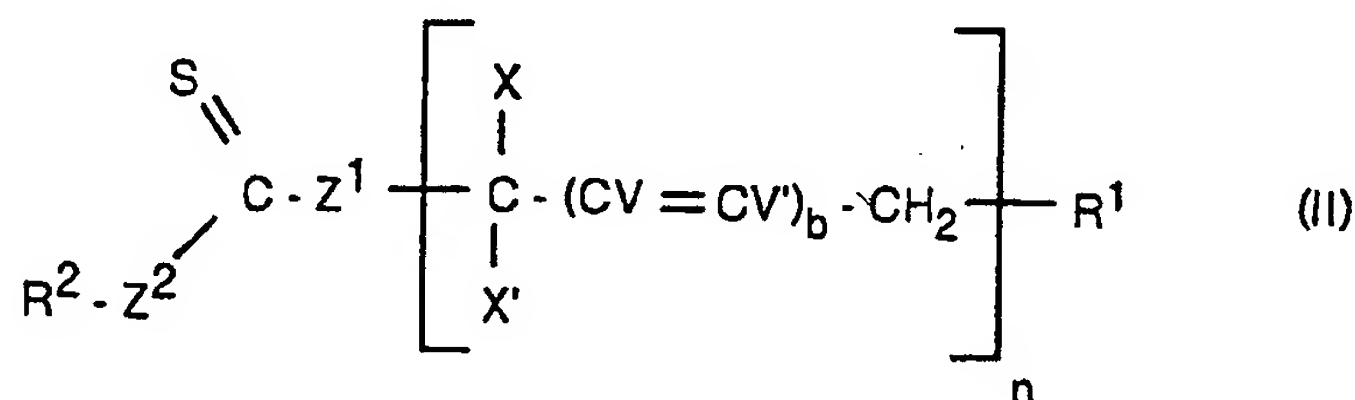 S X
C - Z¹ C - (CV = CV')b - CH₂ R¹ (II)
R² - Z² X'
n